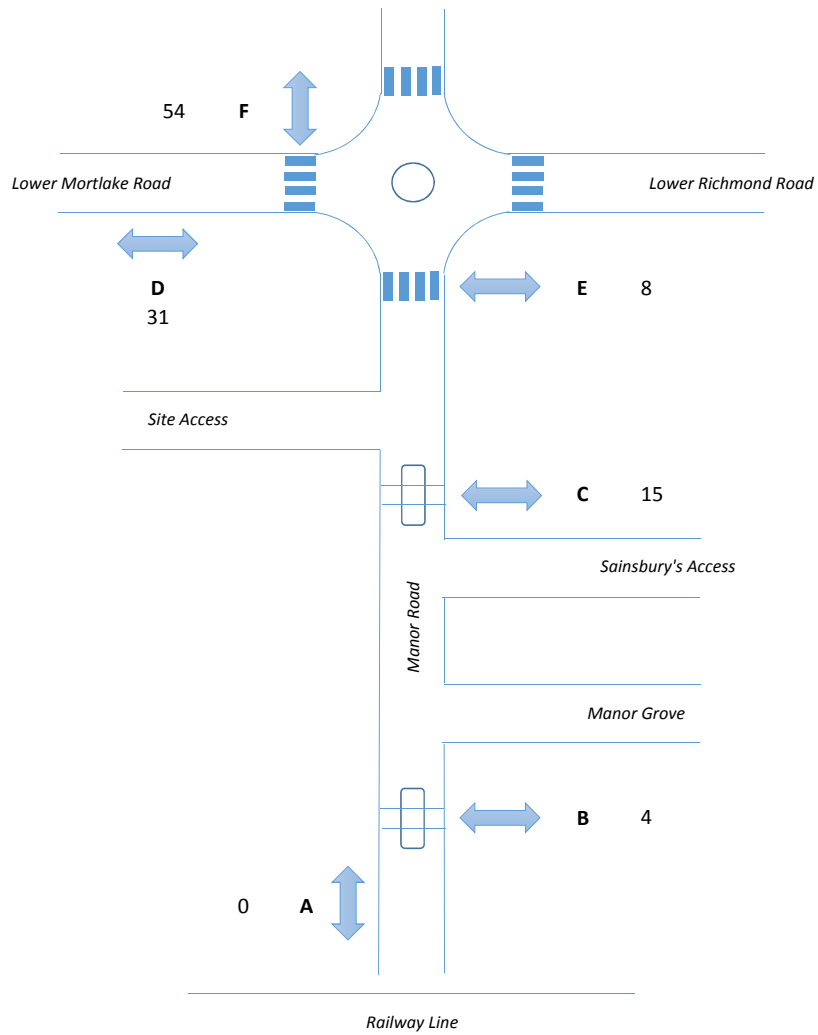 54 F
Lower Mortlake Road
Lower Richmond Road
D
31
E 8
Site Access
C 15
Sainsbury's Access
Manor Road
Manor Grove
B 4
0 A
Railway Line